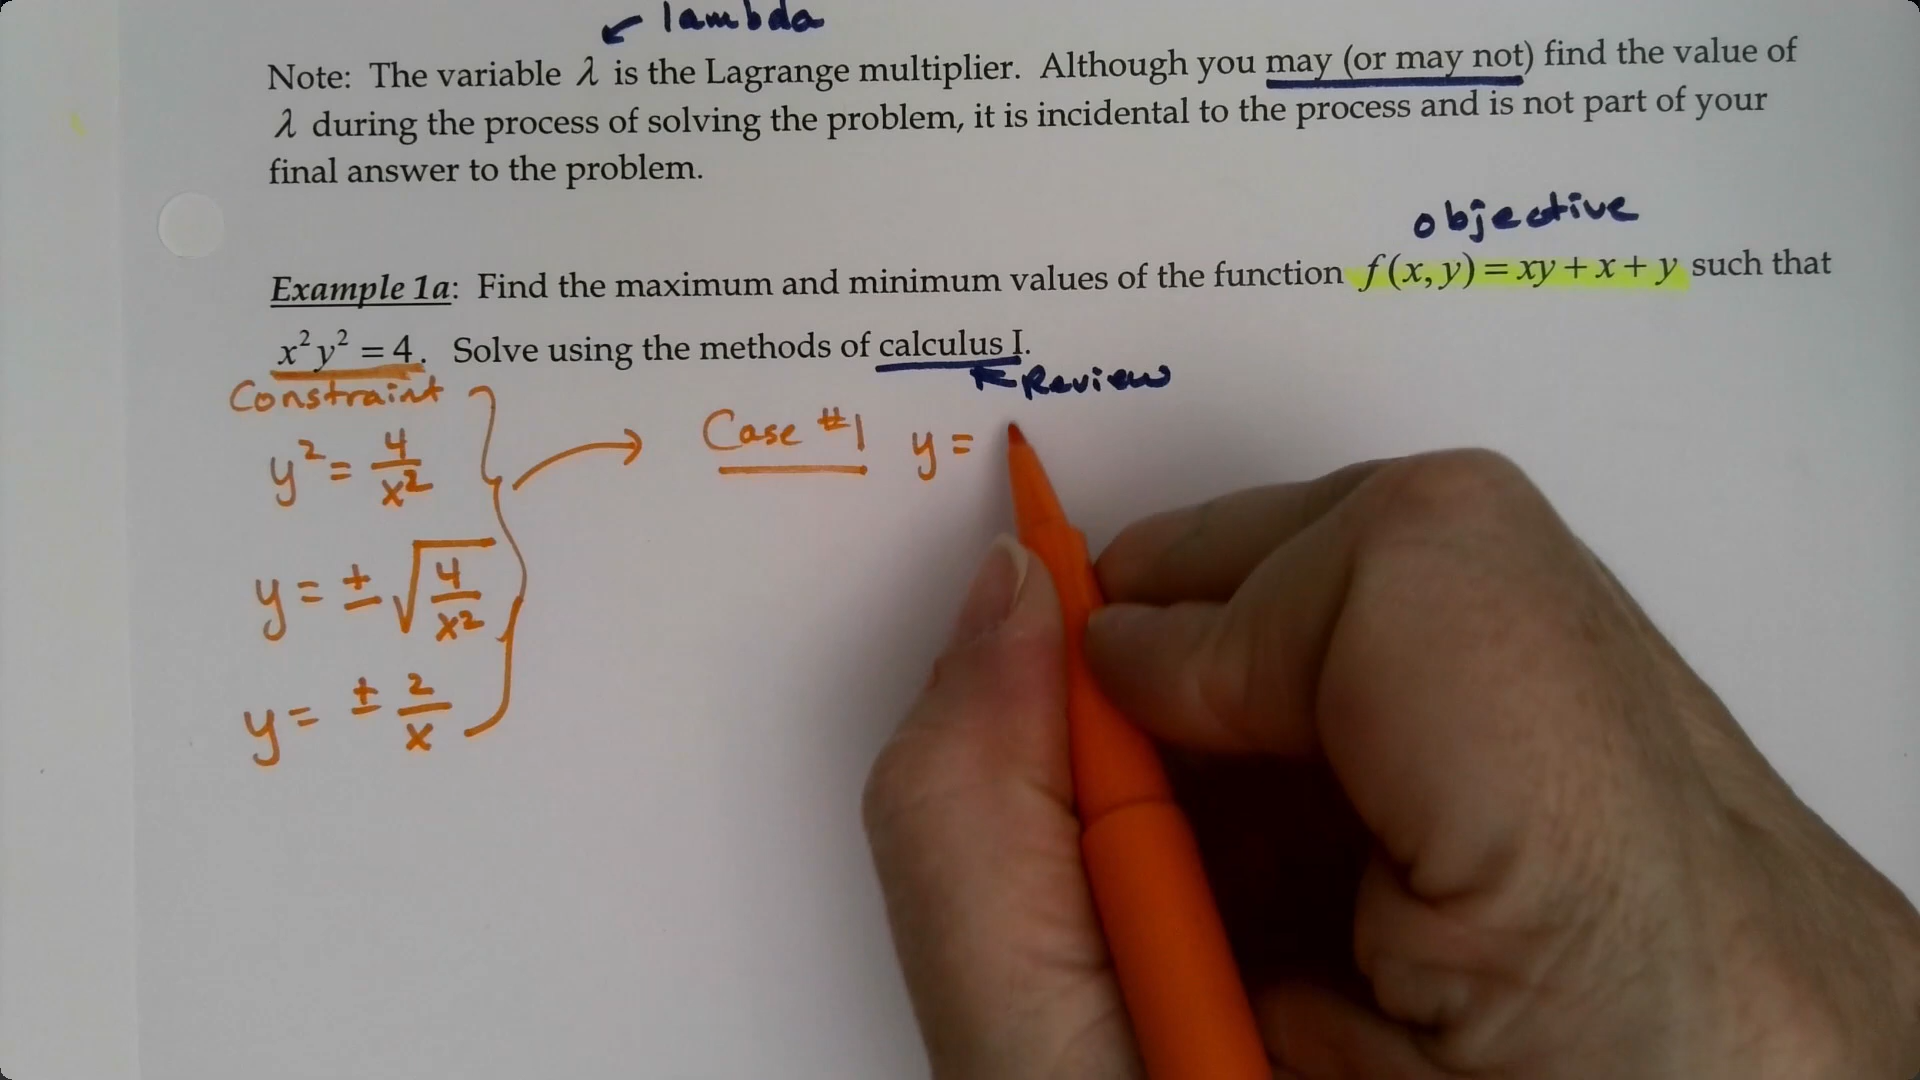 ↙ lambda
Note: The variable λ is the Lagrange multiplier. Although you may (or may not) find the value of
λ during the process of solving the problem, it is incidental to the process and is not part of your
final answer to the problem.
objective
Example 1a: Find the maximum and minimum values of the function f(x, y) = xy + x + y such that
x²y² = 4. Solve using the methods of calculus I.
Constraint
↖ Review
y² = 4/x²
→ Case #1 y =
y = ± √(4/x²)
y = ± 2/x